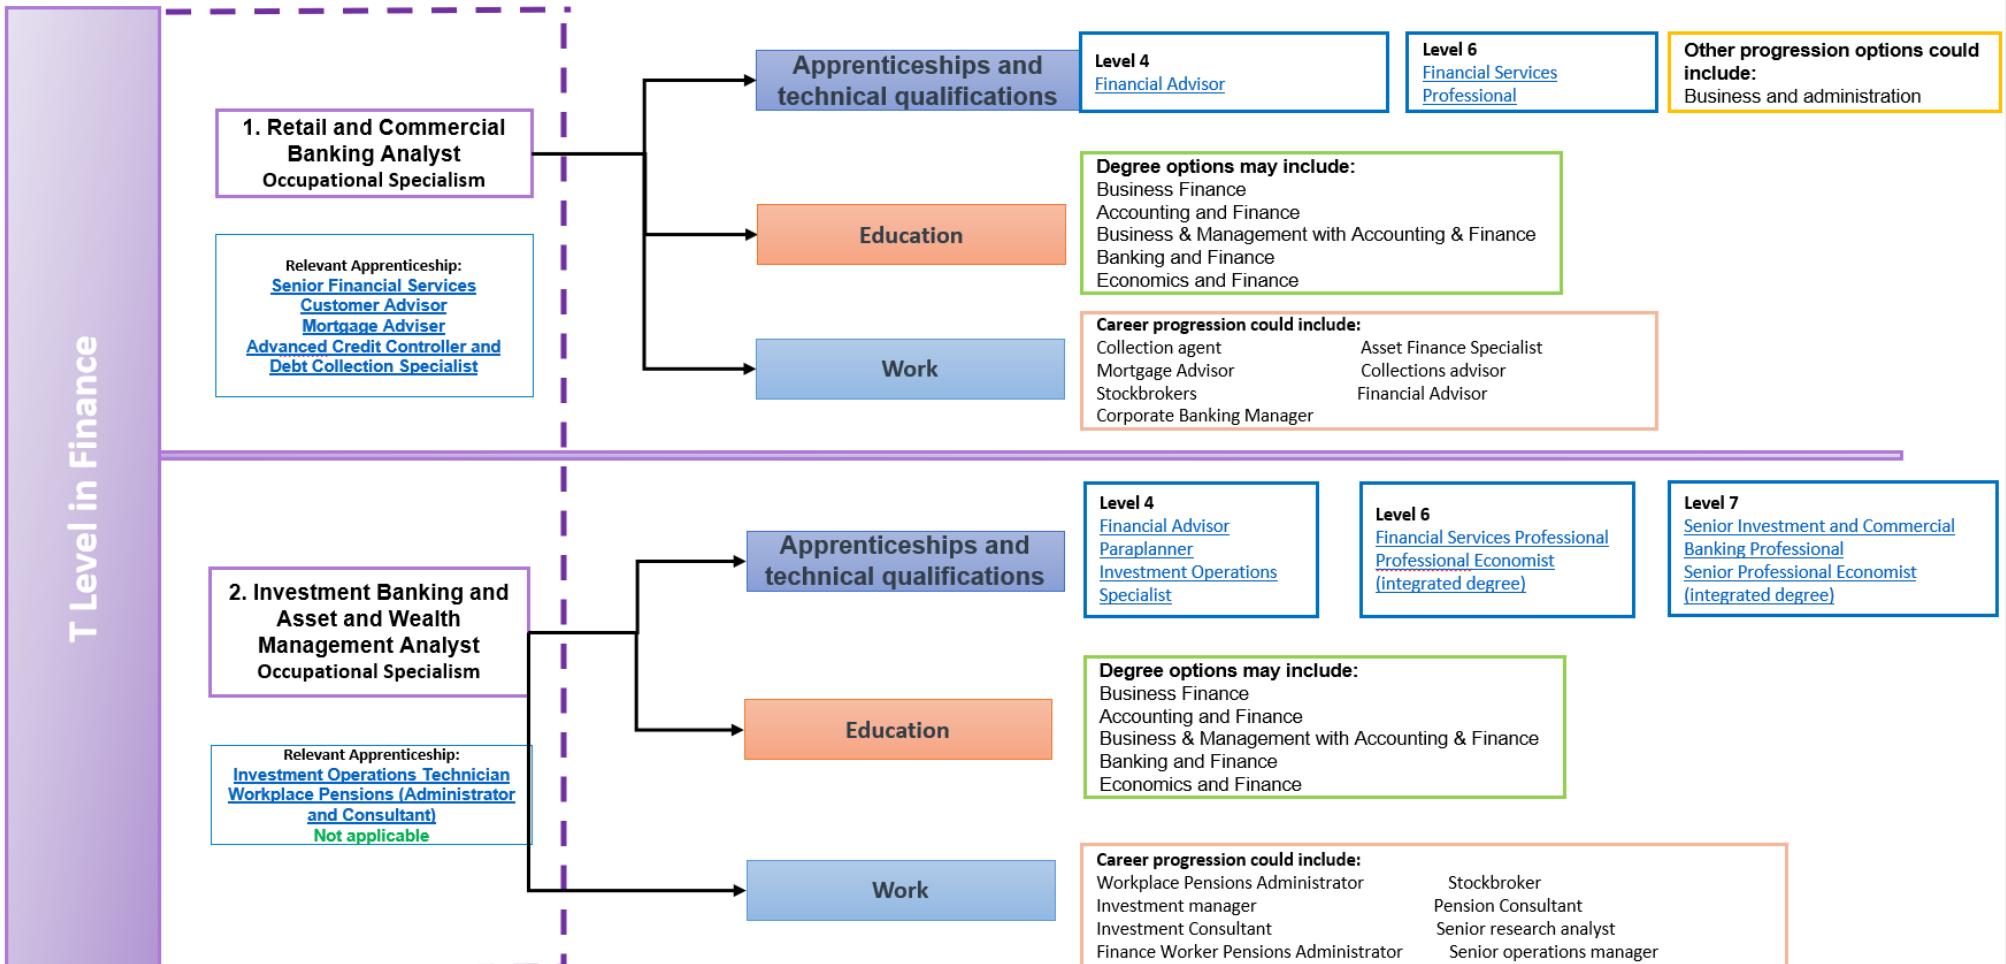 T Level in Finance
1. Retail and Commercial
Banking Analyst
Occupational Specialism
Relevant Apprenticeship:
Senior Financial Services
Customer Advisor
Mortgage Adviser
Advanced Credit Controller and
Debt Collection Specialist
Apprenticeships and
technical qualifications
Level 4
Financial Advisor
Level 6
Financial Services
Professional
Other progression options could
include:
Business and administration
Education
Degree options may include:
Business Finance
Accounting and Finance
Business & Management with Accounting & Finance
Banking and Finance
Economics and Finance
Work
Career progression could include:
Collection agent Asset Finance Specialist
Mortgage Advisor Collections advisor
Stockbrokers Financial Advisor
Corporate Banking Manager
2. Investment Banking and
Asset and Wealth
Management Analyst
Occupational Specialism
Relevant Apprenticeship:
Investment Operations Technician
Workplace Pensions (Administrator
and Consultant)
Not applicable
Apprenticeships and
technical qualifications
Level 4
Financial Advisor
Paraplanner
Investment Operations
Specialist
Level 6
Financial Services Professional
Professional Economist
(integrated degree)
Level 7
Senior Investment and Commercial
Banking Professional
Senior Professional Economist
(integrated degree)
Education
Degree options may include:
Business Finance
Accounting and Finance
Business & Management with Accounting & Finance
Banking and Finance
Economics and Finance
Work
Career progression could include:
Workplace Pensions Administrator Stockbroker
Investment manager Pension Consultant
Investment Consultant Senior research analyst
Finance Worker Pensions Administrator Senior operations manager